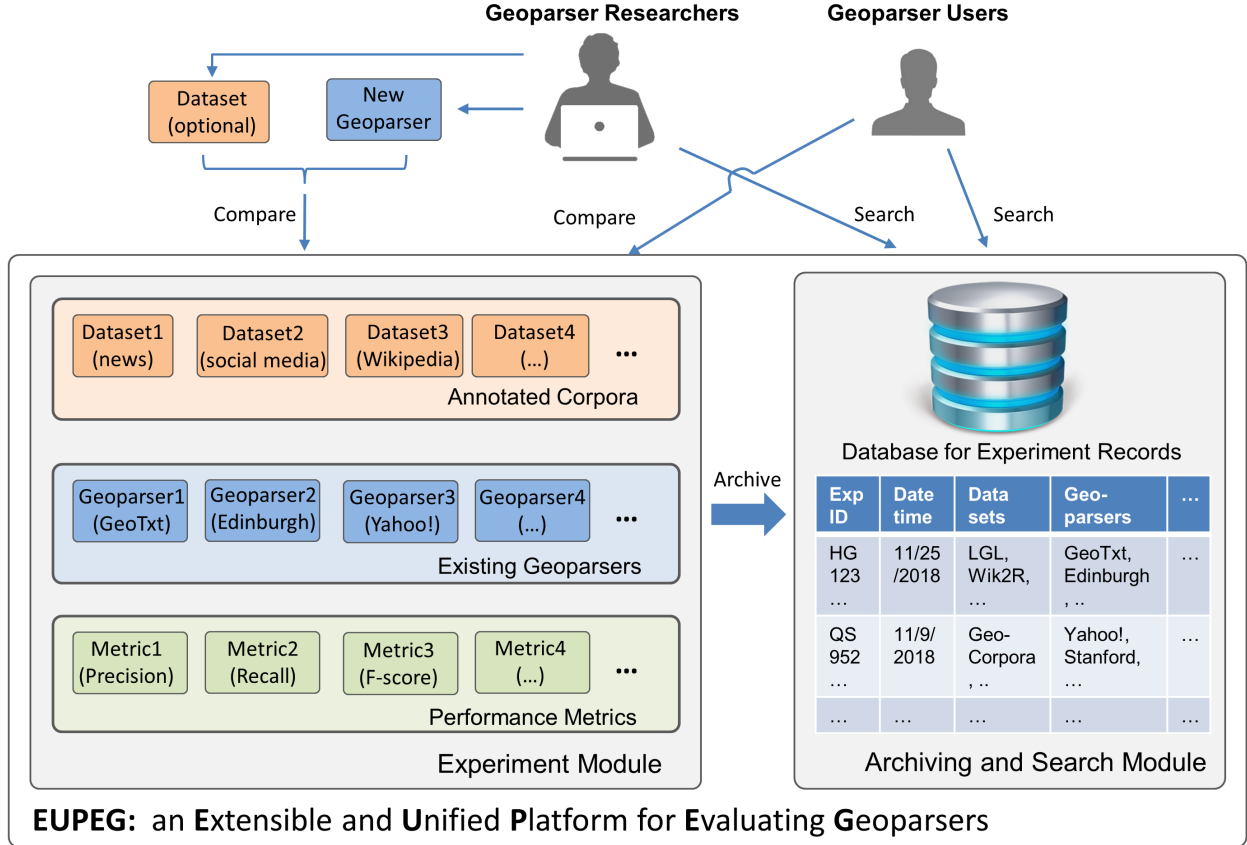 Geoparser Researchers
Geoparser Users
Dataset
(optional)
New
Geoparser
Compare
Compare
Search
Search
Dataset1
(news)
Dataset2
(social media)
Dataset3
(Wikipedia)
Dataset4
(...)
...
Annotated Corpora
Geoparser1
(GeoTxt)
Geoparser2
(Edinburgh)
Geoparser3
(Yahoo!)
Geoparser4
(...)
...
Existing Geoparsers
Metric1
(Precision)
Metric2
(Recall)
Metric3
(F-score)
Metric4
(...)
...
Performance Metrics
Experiment Module
Archive
Database for Experiment Records
Exp
ID
Date
time
Data
sets
Geo-
parsers
...
HG
123
...
11/25
/2018
LGL,
Wik2R,
...
GeoTxt,
Edinburgh
, ..
...
QS
952
...
11/9/
2018
Geo-
Corpora
, ..
Yahoo!,
Stanford,
...
...
...
...
...
...
...
Archiving and Search Module
EUPEG: an Extensible and Unified Platform for Evaluating Geoparsers